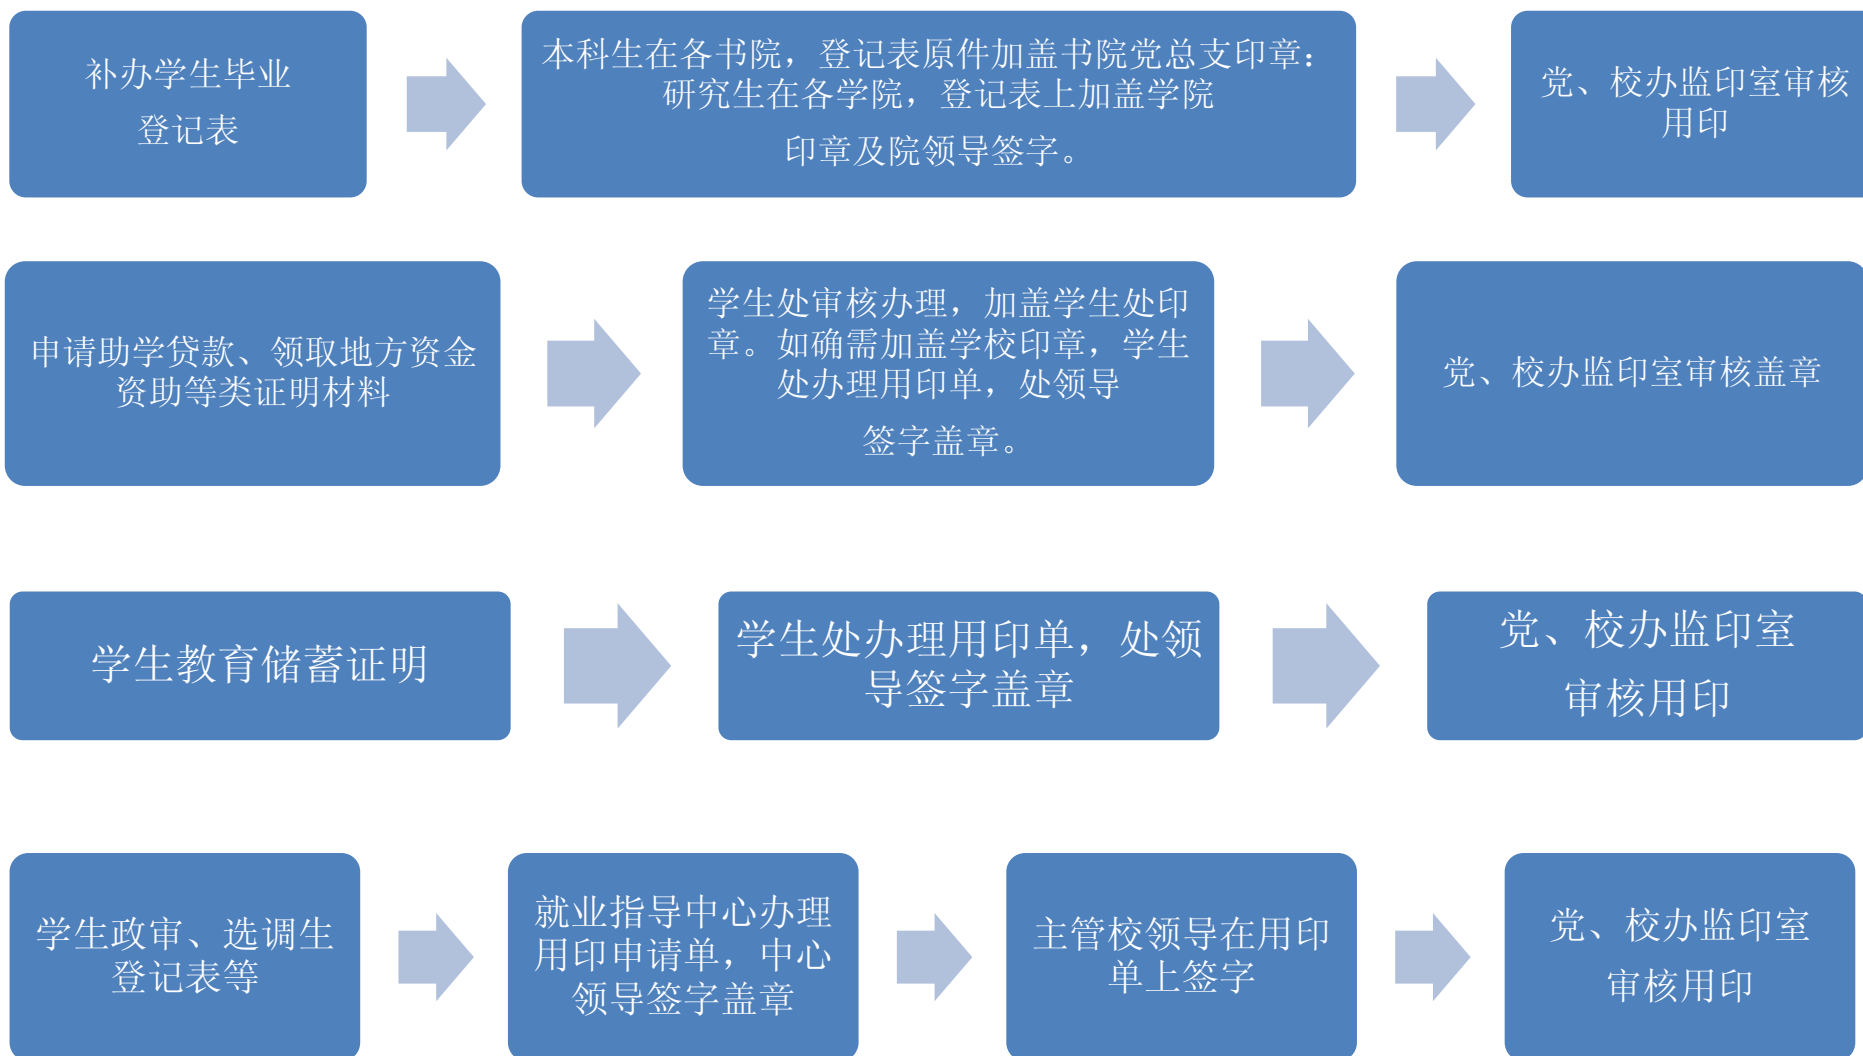 补办学生毕业
登记表
本科生在各书院，登记表原件加盖书院党总支印章；
研究生在各学院，登记表上加盖学院
印章及院领导签字。
党、校办监印室审核
用印
申请助学贷款、领取地方资金
资助等类证明材料
学生处审核办理，加盖学生处印
章。如确需加盖学校印章，学生
处办理用印单，处领导
签字盖章。
党、校办监印室审核盖章
学生教育储蓄证明
学生处办理用印单，处领
导签字盖章
党、校办监印室
审核用印
学生政审、选调生
登记表等
就业指导中心办理
用印申请单，中心
领导签字盖章
主管校领导在用印
单上签字
党、校办监印室
审核用印